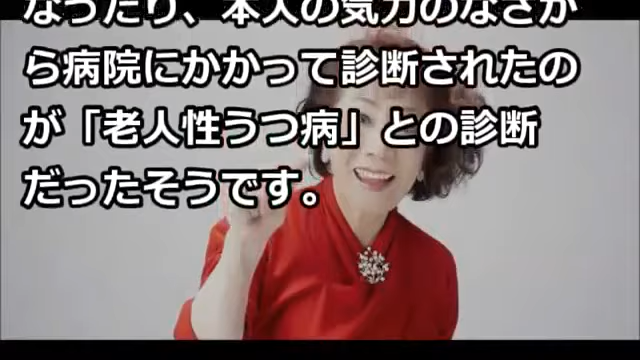 なったり、本人の気力のなさか
ら病院にかかって診断されたの
が「老人性うつ病」との診断
だったそうです。